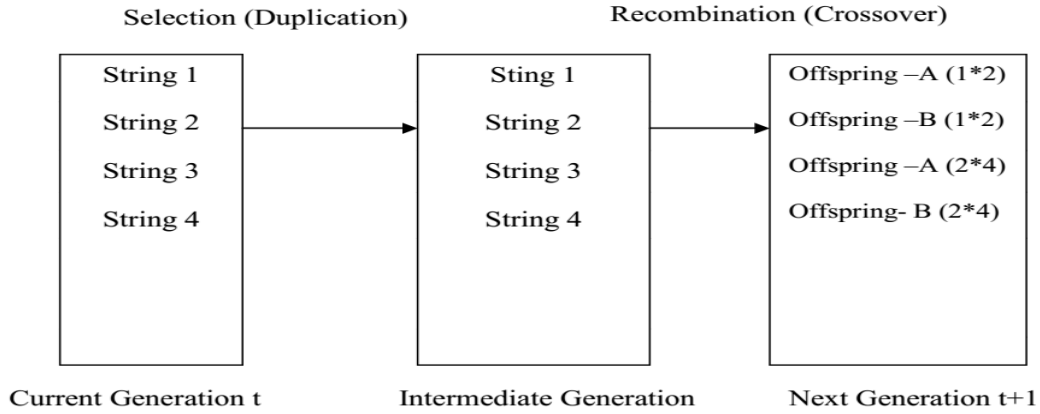 Selection (Duplication)
Recombination (Crossover)
String 1
String 2
String 3
String 4
Sting 1
String 2
String 3
String 4
Offspring –A (1*2)
Offspring –B (1*2)
Offspring –A (2*4)
Offspring- B (2*4)
Current Generation t
Intermediate Generation
Next Generation t+1